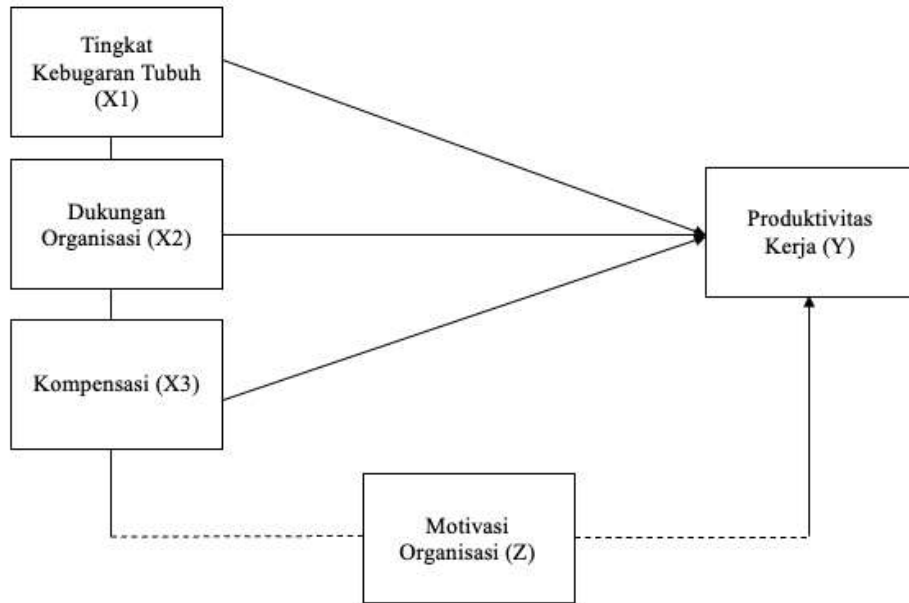 Tingkat
Kebugaran Tubuh
(X1)
Dukungan
Organisasi (X2)
Kompensasi (X3)
Produktivitas
Kerja (Y)
Motivasi
Organisasi (Z)